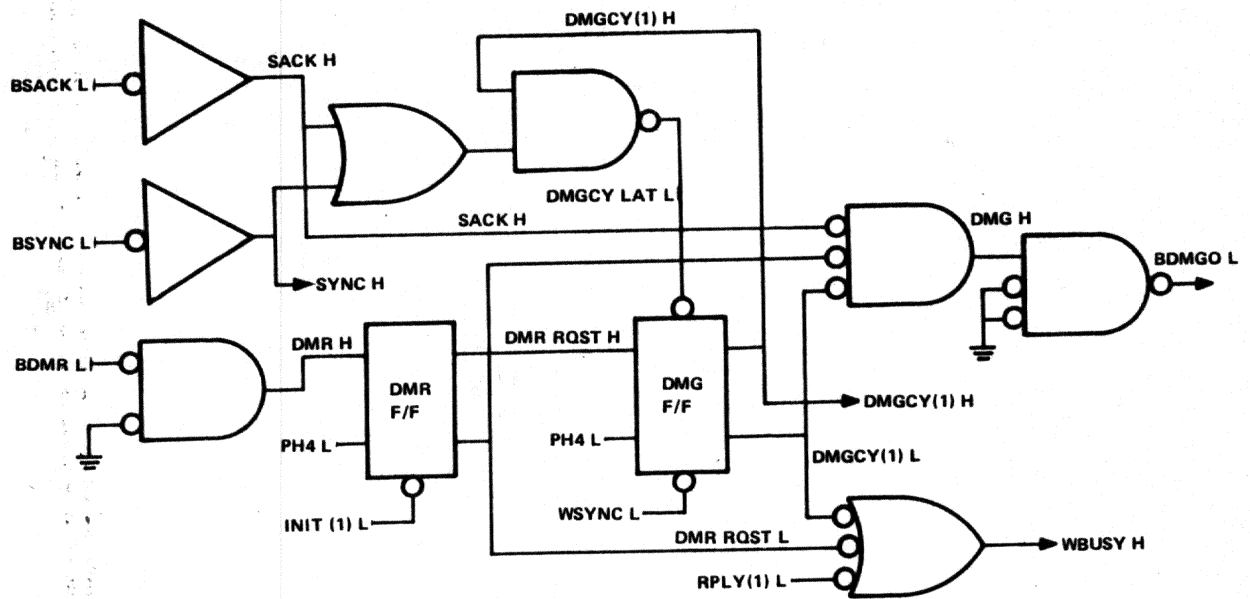 DMGCY(1) H
SACK H
BSACK L
DMGCY LAT L
SACK H
DMG H
BSYNC L
BDMGO L
SYNC H
DMR H
DMR RQST H
BDMR L
DMR
F/F
DMG
F/F
DMGCY(1) H
PH4 L
PH4 L
DMGCY(1) L
INIT (1) L
WSYNC L
DMR RQST L
WBUSY H
RPLY(1) L